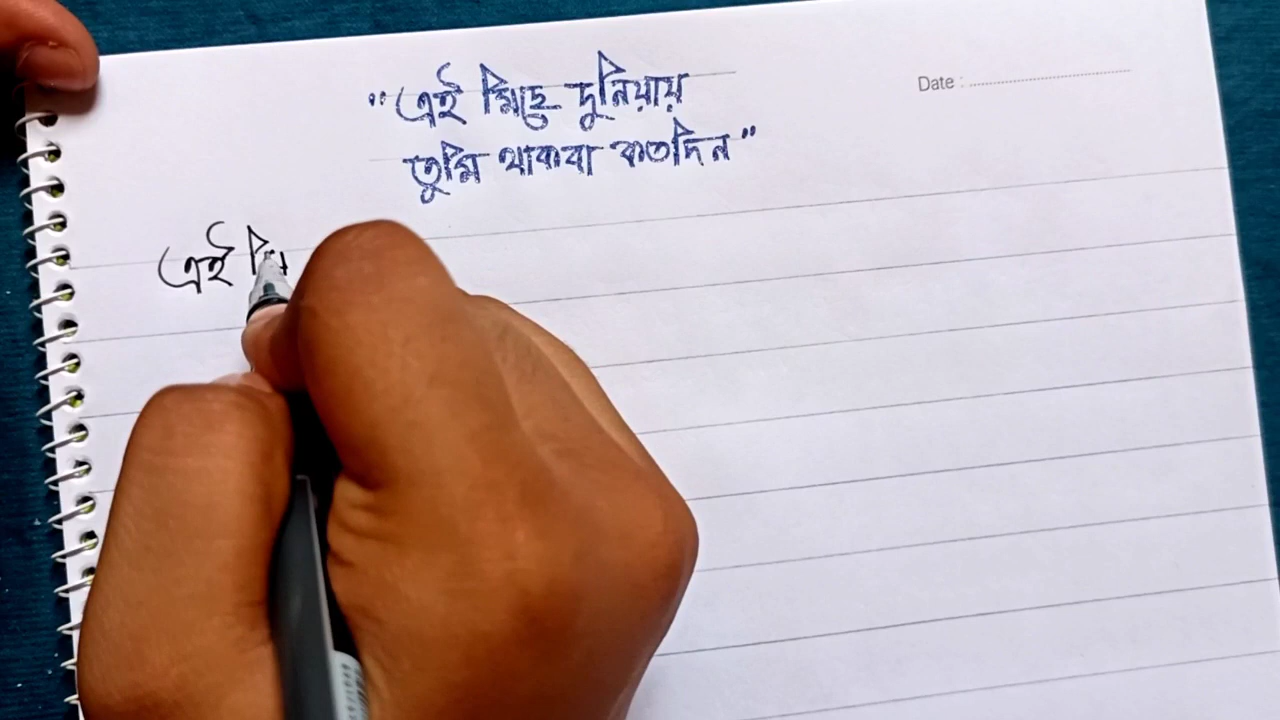 "এই মিছে দুনিয়ায়
Date : ..........................
তুমি থাকবা কতদিন"
এই মি